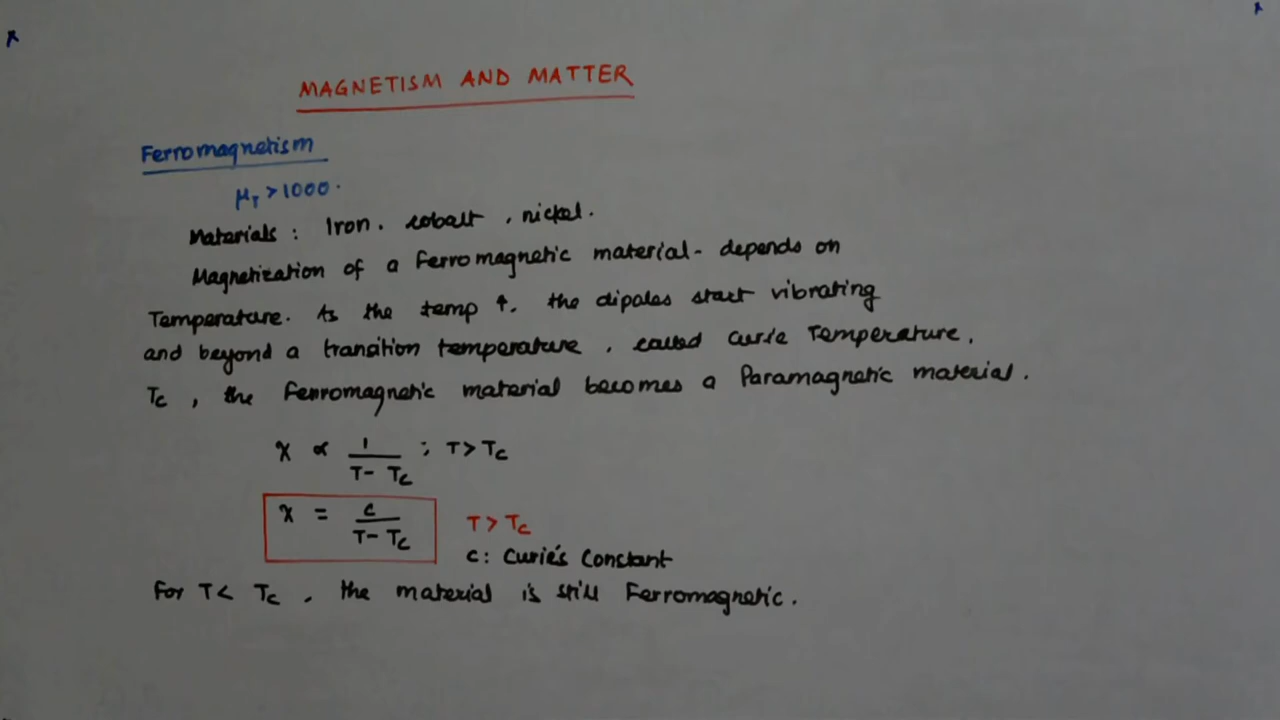 MAGNETISM AND MATTER
Ferromagnetism
μr > 1000.
Materials : Iron. cobalt , nickel.
Magnetization of a Ferromagnetic material - depends on
Temperature. As the temp ↑. the dipoles start vibrating
and beyond a transition temperature , called Curie Temperature.
Tc , the Ferromagnetic material becomes a Paramagnetic material.
χ ∝ 1 / T - Tc ; T > Tc
χ = C / T - Tc T > Tc
C : Curie's Constant
For T < Tc , the material is still Ferromagnetic.